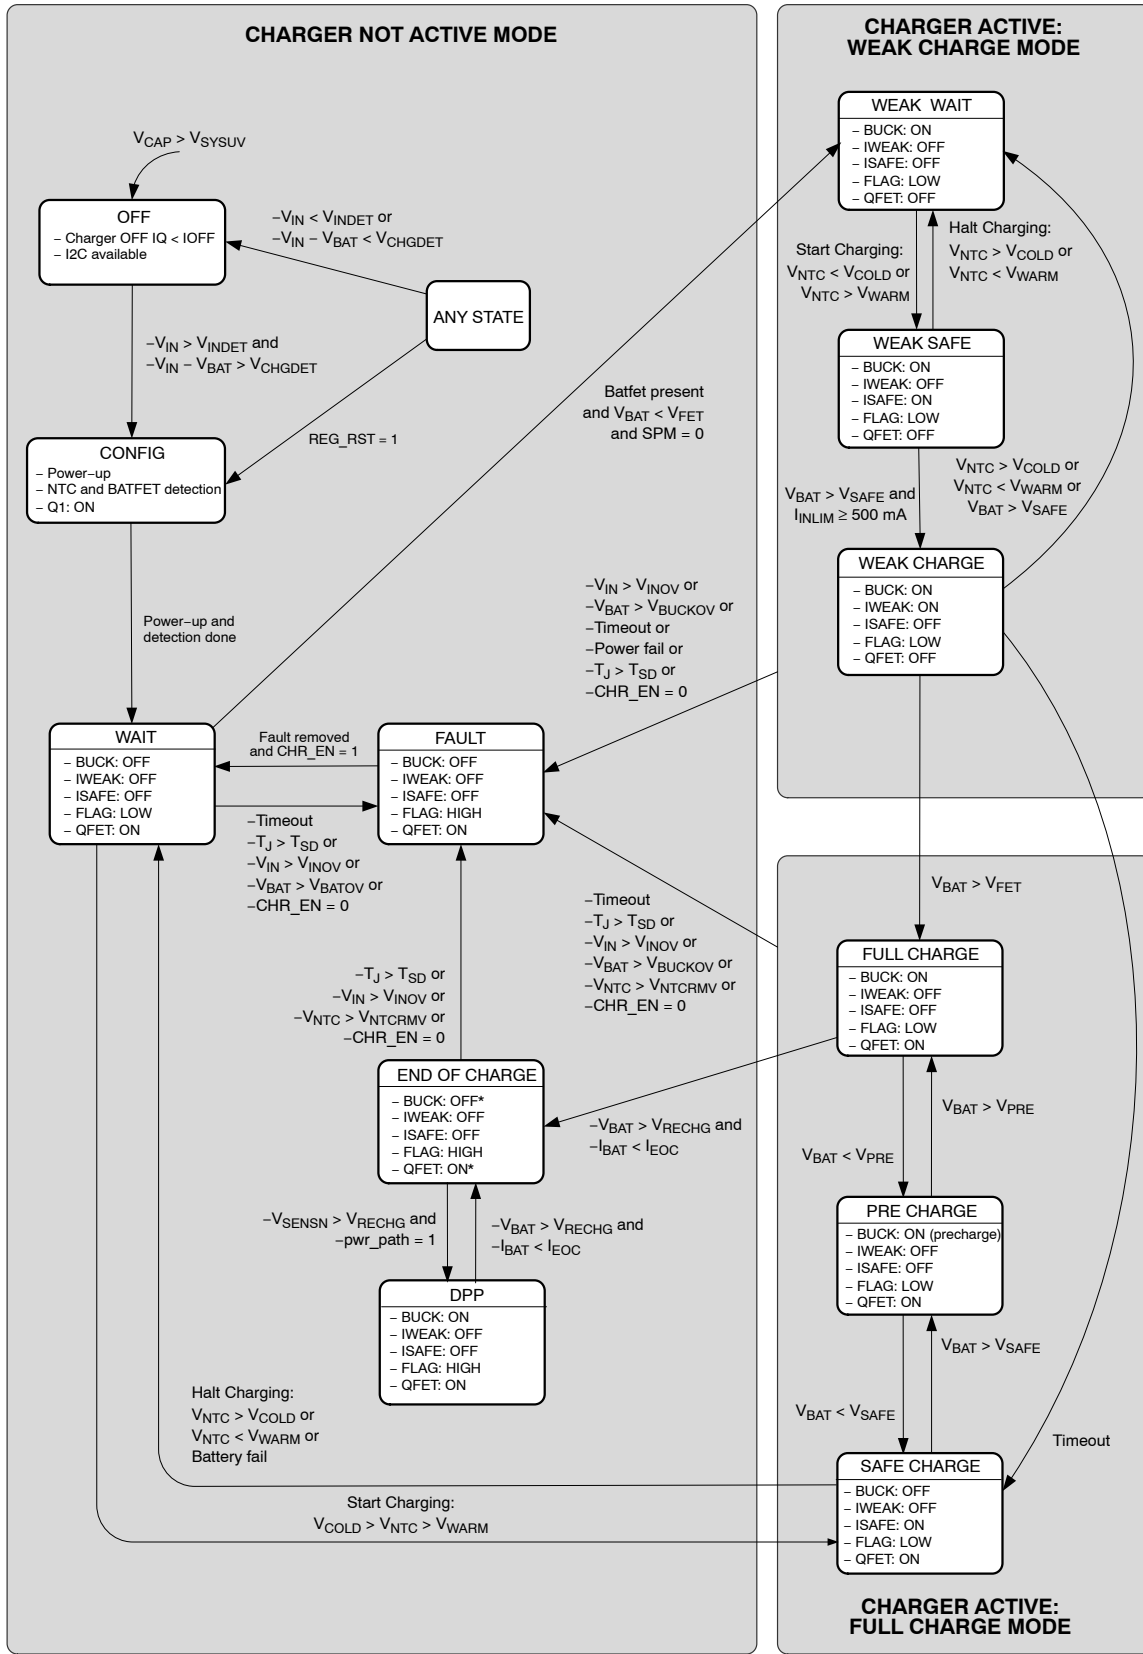 CHARGER NOT ACTIVE MODE
VCAP > VSYSUV
OFF
– Charger OFF IQ < IOFF
– I2C available
–VIN < VINDET or
–VIN – VBAT < VCHGDET
ANY STATE
–VIN > VINDET and
–VIN – VBAT > VCHGDET
REG_RST = 1
CONFIG
– Power–up
– NTC and BATFET detection
– Q1: ON
Power–up and
detection done
Batfet present
and VBAT < VFET
and SPM = 0
WAIT
– BUCK: OFF
– IWEAK: OFF
– ISAFE: OFF
– FLAG: LOW
– QFET: ON
Fault removed
and CHR_EN = 1
–Timeout
–TJ > TSD or
–VIN > VINOV or
–VBAT > VBATOV or
–CHR_EN = 0
FAULT
– BUCK: OFF
– IWEAK: OFF
– ISAFE: OFF
– FLAG: HIGH
– QFET: ON
–VIN > VINOV or
–VBAT > VBUCKOV or
–Timeout or
–Power fail or
–TJ > TSD or
–CHR_EN = 0
–Timeout
–TJ > TSD or
–VIN > VINOV or
–VBAT > VBUCKOV or
–VNTC > VNTCRMV or
–CHR_EN = 0
–TJ > TSD or
–VIN > VINOV or
–VNTC > VNTCRMV or
–CHR_EN = 0
END OF CHARGE
– BUCK: OFF*
– IWEAK: OFF
– ISAFE: OFF
– FLAG: HIGH
– QFET: ON*
–VBAT > VRECHG and
–IBAT < IEOC
–VSENSN > VRECHG and
–pwr_path = 1
–VBAT > VRECHG and
–IBAT < IEOC
DPP
– BUCK: ON
– IWEAK: OFF
– ISAFE: OFF
– FLAG: HIGH
– QFET: ON
Halt Charging:
VNTC > VCOLD or
VNTC < VWARM or
Battery fail
Start Charging:
VCOLD > VNTC > VWARM
CHARGER ACTIVE:
WEAK CHARGE MODE
WEAK WAIT
– BUCK: ON
– IWEAK: OFF
– ISAFE: OFF
– FLAG: LOW
– QFET: OFF
Start Charging:
VNTC < VCOLD or
VNTC > VWARM
Halt Charging:
VNTC > VCOLD or
VNTC < VWARM
WEAK SAFE
– BUCK: ON
– IWEAK: OFF
– ISAFE: ON
– FLAG: LOW
– QFET: OFF
VBAT > VSAFE and
IINLIM ≥ 500 mA
VNTC > VCOLD or
VNTC < VWARM or
VBAT > VSAFE
WEAK CHARGE
– BUCK: ON
– IWEAK: ON
– ISAFE: OFF
– FLAG: LOW
– QFET: OFF
VBAT > VFET
FULL CHARGE
– BUCK: ON
– IWEAK: OFF
– ISAFE: OFF
– FLAG: LOW
– QFET: ON
VBAT < VPRE
VBAT > VPRE
PRE CHARGE
– BUCK: ON (precharge)
– IWEAK: OFF
– ISAFE: OFF
– FLAG: LOW
– QFET: ON
VBAT < VSAFE
VBAT > VSAFE
Timeout
SAFE CHARGE
– BUCK: OFF
– IWEAK: OFF
– ISAFE: ON
– FLAG: LOW
– QFET: ON
CHARGER ACTIVE:
FULL CHARGE MODE